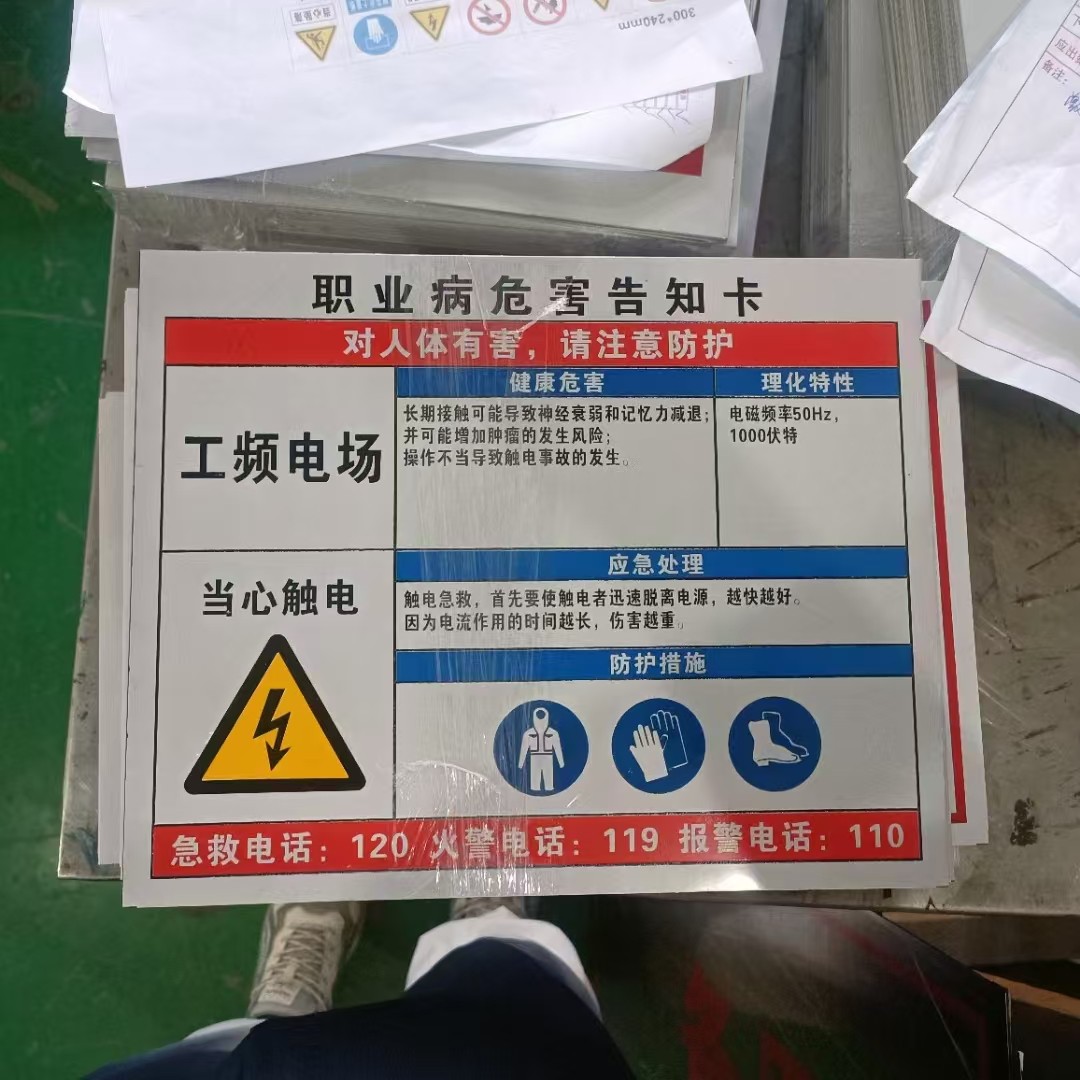 300*240mm
备注:
职业病危害告知卡
对人体有害，请注意防护
工频电场
健康危害
理化特性
长期接触可能导致神经衰弱和记忆力减退;
并可能增加肿瘤的发生风险;
操作不当导致触电事故的发生。
电磁频率50Hz,
1000伏特
当心触电
应急处理
触电急救，首先要使触电者迅速脱离电源，越快越好。
因为电流作用的时间越长，伤害越重。
防护措施
急救电话：120 火警电话：119 报警电话：110